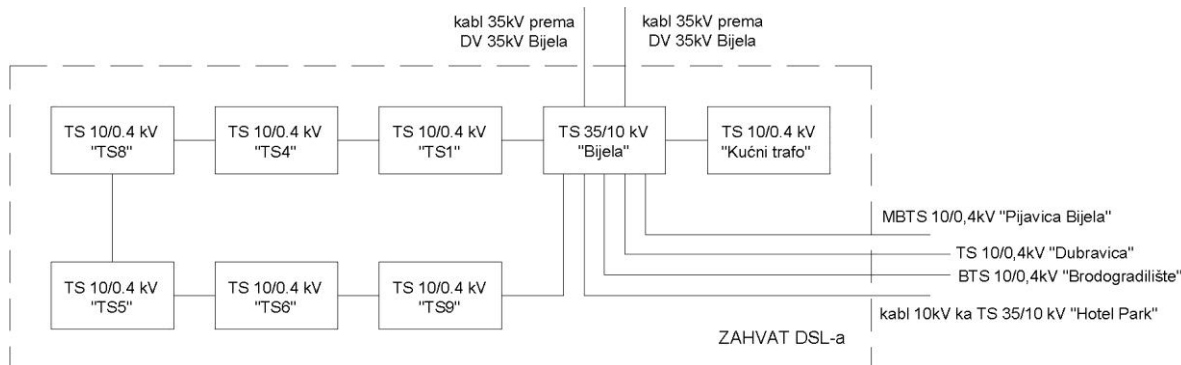 kabl 35kV prema
DV 35kV Bijela
kabl 35kV prema
DV 35kV Bijela
TS 10/0.4 kV
"TS8"
TS 10/0.4 kV
"TS4"
TS 10/0.4 kV
"TS1"
TS 35/10 kV
"Bijela"
TS 10/0.4 kV
"Kućni trafo"
MBTS 10/0,4kV "Pijavica Bijela"
TS 10/0,4kV "Dubravica"
BTS 10/0,4kV "Brodogradilište"
kabl 10kV ka TS 35/10 kV "Hotel Park"
TS 10/0.4 kV
"TS5"
TS 10/0.4 kV
"TS6"
TS 10/0.4 kV
"TS9"
ZAHVAT DSL-a